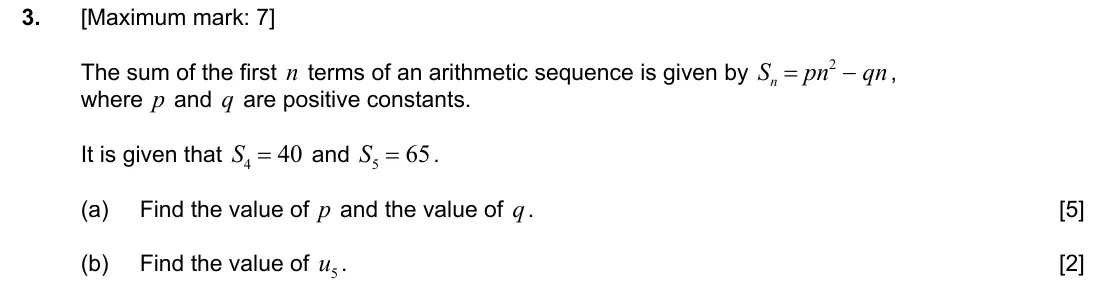 3. [Maximum mark: 7]
The sum of the first n terms of an arithmetic sequence is given by Sₙ = pn² − qn,
where p and q are positive constants.
It is given that S₄ = 40 and S₅ = 65.
(a) Find the value of p and the value of q. [5]
(b) Find the value of u₅. [2]